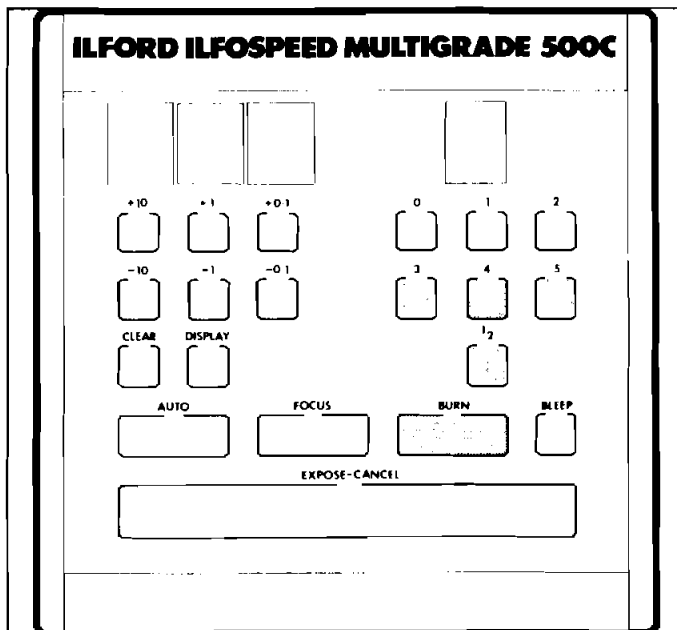 ILFORD ILFOSPEED MULTIGRADE 500C
+10 +1 +0·1 0 1 2
-10 -1 -0·1 3 4 5
CLEAR DISPLAY 1/2
AUTO FOCUS BURN BLEEP
EXPOSE-CANCEL